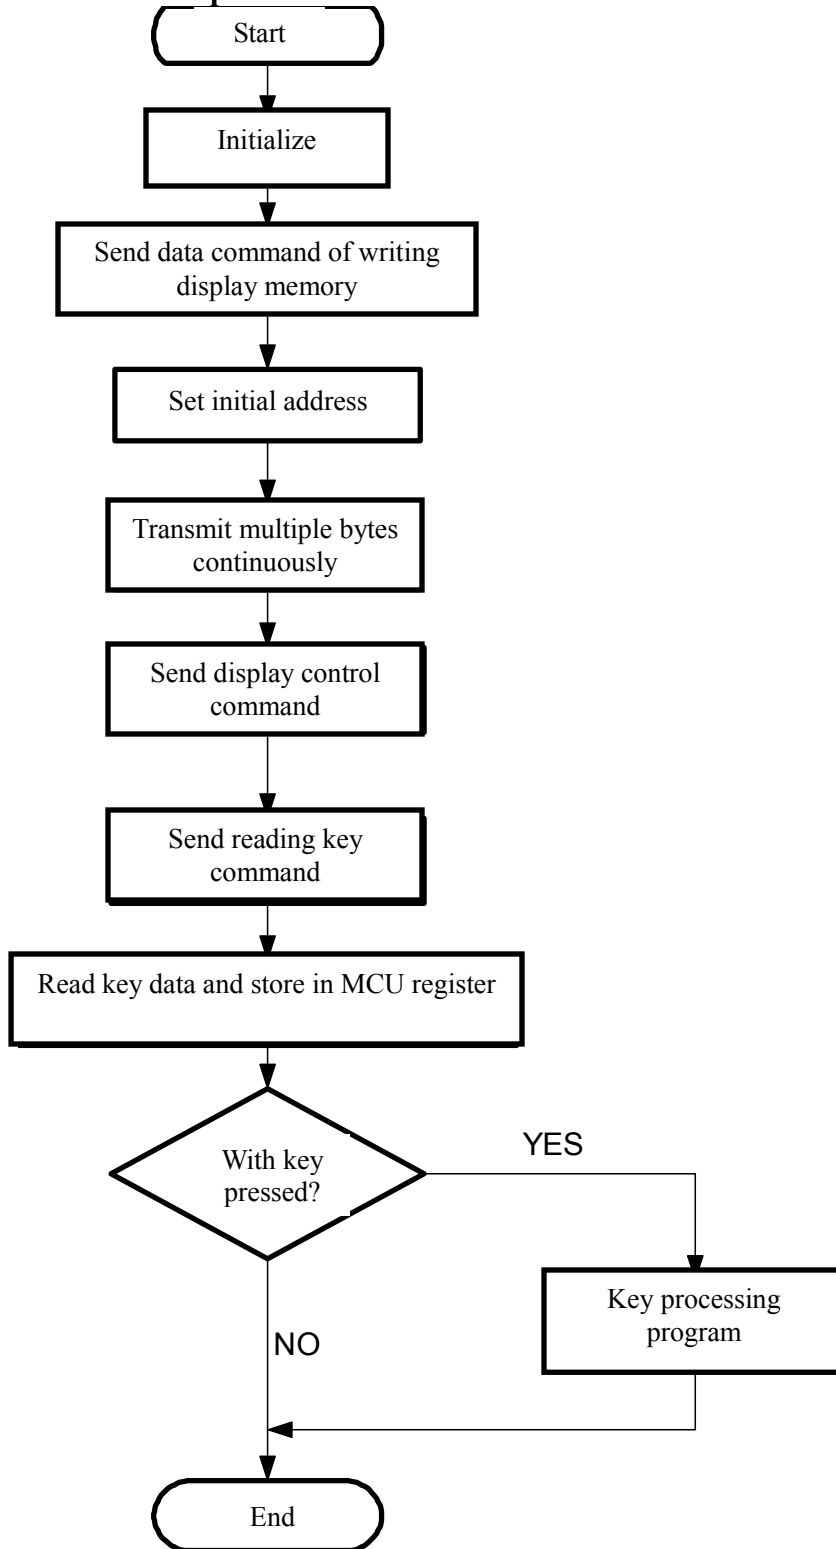 Start
Initialize
Send data command of writing
display memory
Set initial address
Transmit multiple bytes
continuously
Send display control
command
Send reading key
command
Read key data and store in MCU register
With key
pressed?
YES
Key processing
program
NO
End